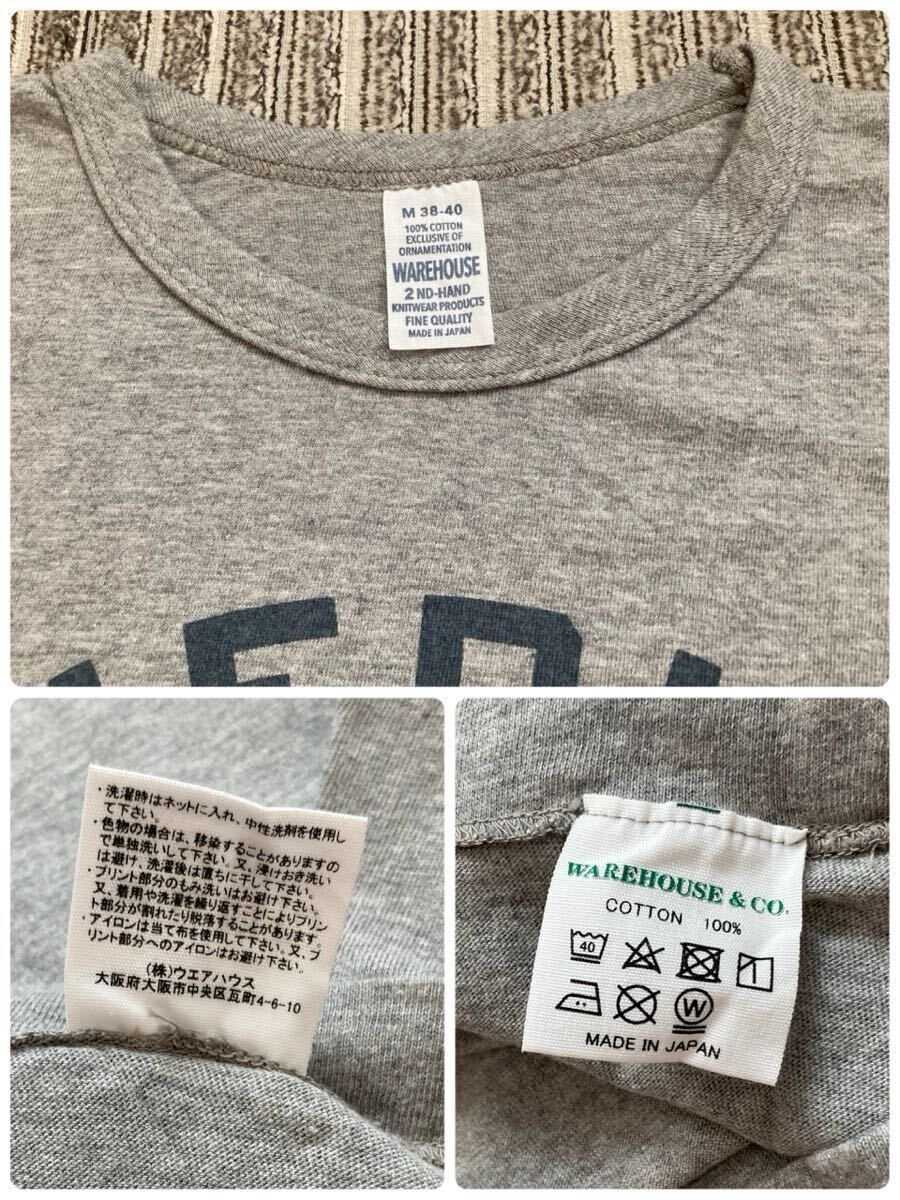 M 38-40
100% COTTON
EXCLUSIVE OF
ORNAMENTATION
WAREHOUSE
2 ND-HAND
KNITWEAR PRODUCTS
FINE QUALITY
MADE IN JAPAN
・洗濯時はネットに入れ、中性洗剤を使用し
て下さい。
・色物の場合は、移染することがありますの
で単独洗いして下さい。又、浸けおき洗い
は避け、洗濯後は直ちに干して下さい。
・プリント部分のもみ洗いはお避け下さい。
又、着用や洗濯を繰り返すことによりプリン
ト部分が割れたり脱落することがあります。
・アイロンは当て布を使用して下さい。又、プ
リント部分へのアイロンはお避け下さい。
(株)ウエアハウス
大阪府大阪市中央区瓦町4-6-10
WAREHOUSE & CO.
COTTON 100%
40
W
MADE IN JAPAN